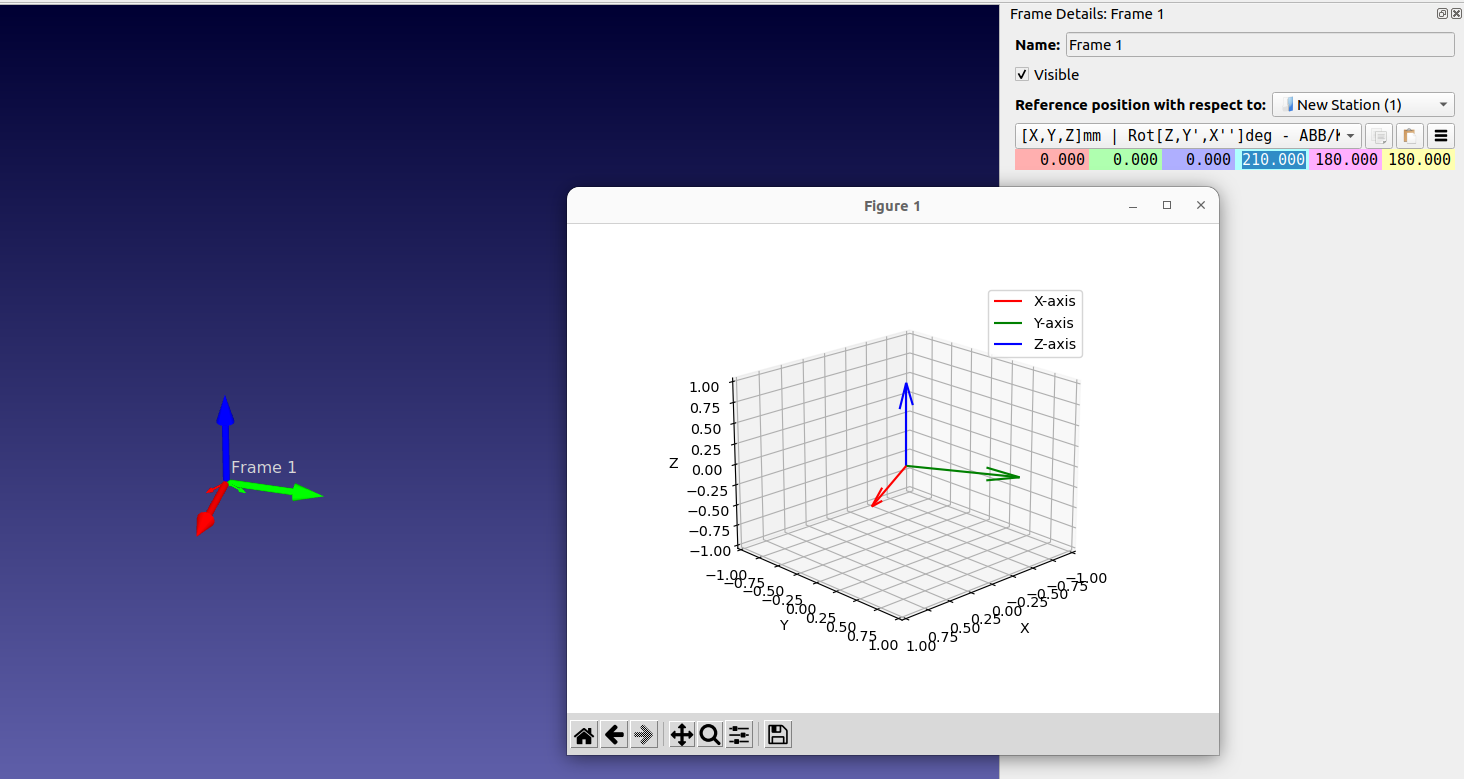 Frame Details: Frame 1
Name: Frame 1
Visible
Reference position with respect to: New Station (1)
[X,Y,Z]mm | Rot[Z,Y',X'']deg - ABB/
0.000 0.000 0.000 210.000 180.000 180.000
Figure 1
X-axis
Y-axis
Z-axis
Frame 1
Z
1.00
0.75
0.50
0.25
0.00
−0.25
−0.50
−0.75
−1.00
−1.00
−0.75
−0.50
−0.25
0.00
0.25
0.50
0.75
1.00
Y
−1.00
−0.75
−0.50
−0.25
0.00
0.25
0.50
0.75
1.00
X